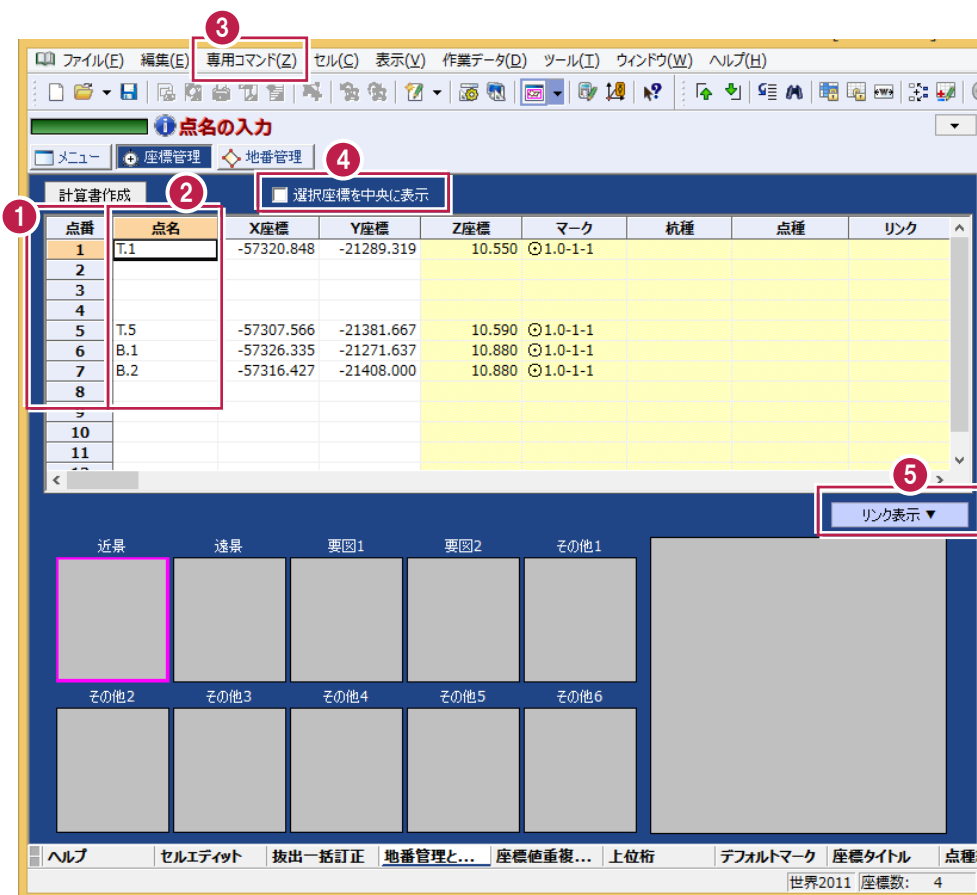 3
ファイル(F) 編集(E) 専用コマンド(Z) セル(C) 表示(V) 作業データ(D) ツール(T) ウィンドウ(W) ヘルプ(H)
点名の入力
メニュー 座標管理 地番管理 4
計算書作成 2 選択座標を中央に表示
1
点番 点名 X座標 Y座標 Z座標 マーク 杭種 点種 リンク
1 T.1 -57320.848 -21289.319 10.550 1.0-1-1
2
3
4
5 T.5 -57307.566 -21381.667 10.590 1.0-1-1
6 B.1 -57326.335 -21271.637 10.880 1.0-1-1
7 B.2 -57316.427 -21408.000 10.880 1.0-1-1
8
9
10
11
5
リンク表示▼
近景 遠景 要図1 要図2 その他1
その他2 その他3 その他4 その他5 その他6
ヘルプ セルエディット 抜出一括訂正 地番管理と... 座標値重複... 上位桁 デフォルトマーク 座標タイトル 点種
世界2011 座標数: 4